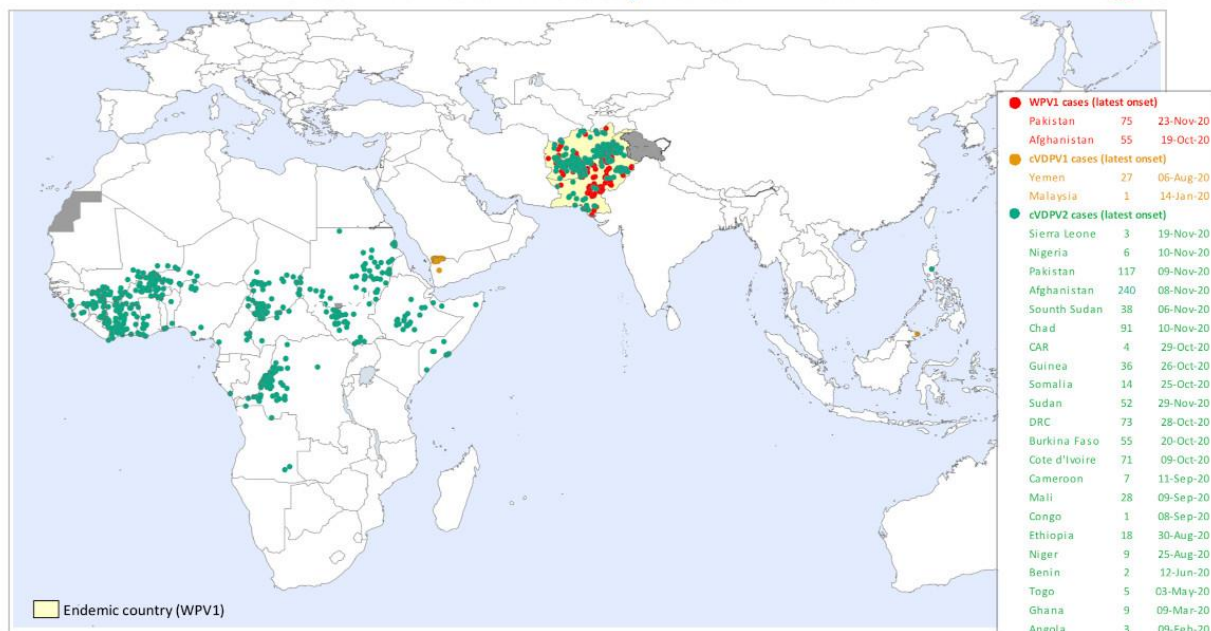 WPV1 cases (latest onset)
Pakistan 75 23-Nov-20
Afghanistan 55 19-Oct-20
cVDPV1 cases (latest onset)
Yemen 27 06-Aug-20
Malaysia 1 14-Jan-20
cVDPV2 cases (latest onset)
Sierra Leone 3 19-Nov-20
Nigeria 6 10-Nov-20
Pakistan 117 09-Nov-20
Afghanistan 240 08-Nov-20
Sounth Sudan 38 06-Nov-20
Chad 91 10-Nov-20
CAR 4 29-Oct-20
Guinea 36 26-Oct-20
Somalia 14 25-Oct-20
Sudan 52 29-Nov-20
DRC 73 28-Oct-20
Burkina Faso 55 20-Oct-20
Cote d'Ivoire 71 09-Oct-20
Cameroon 7 11-Sep-20
Mali 28 09-Sep-20
Congo 1 08-Sep-20
Ethiopia 18 30-Aug-20
Niger 9 25-Aug-20
Benin 2 12-Jun-20
Togo 5 03-May-20
Ghana 9 09-Mar-20
Angola 3 09-Feb-20
Endemic country (WPV1)